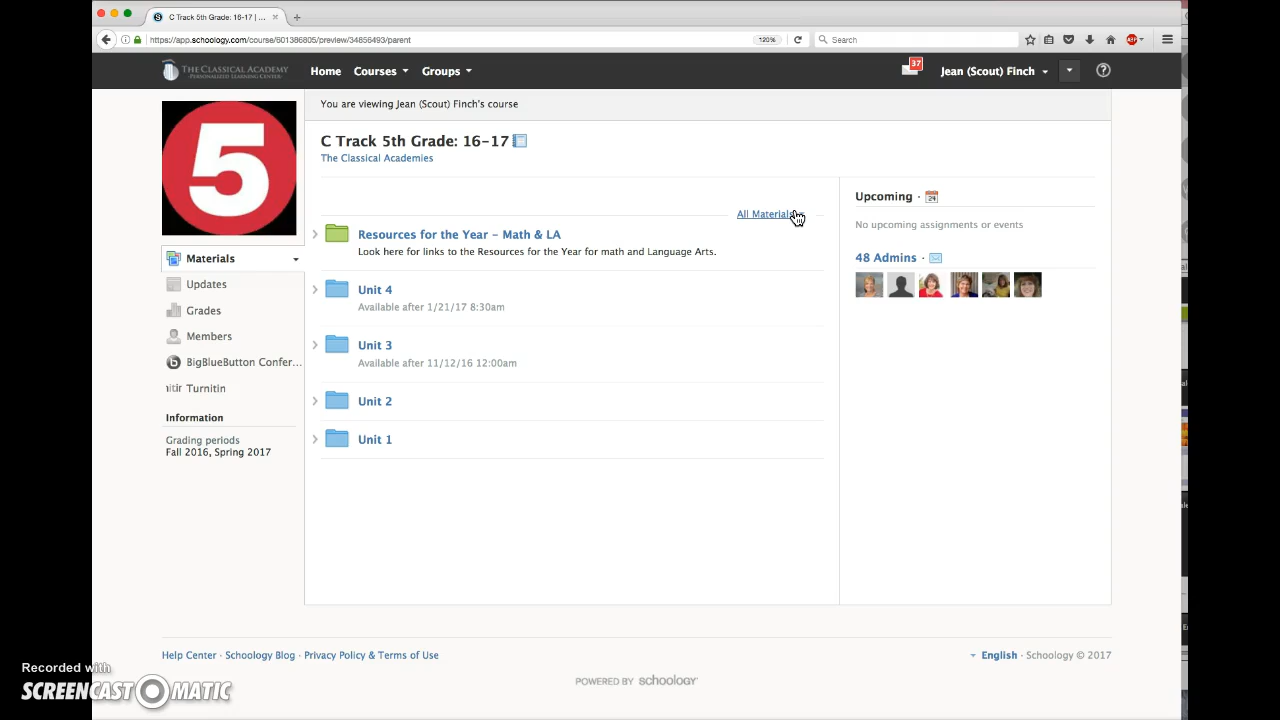 C Track 5th Grade: 16-17 | ...
https://app.schoology.com/course/601386805/preview/34856493/parent
120%
Search
THE CLASSICAL ACADEMY
PERSONALIZED LEARNING CENTER
Home
Courses
Groups
37
Jean (Scout) Finch
You are viewing Jean (Scout) Finch's course
5
C Track 5th Grade: 16-17
The Classical Academies
All Materials
Resources for the Year - Math & LA
Look here for links to the Resources for the Year for math and Language Arts.
Unit 4
Available after 1/21/17 8:30am
Unit 3
Available after 11/12/16 12:00am
Unit 2
Unit 1
Materials
Updates
Grades
Members
BigBlueButton Confer...
Turnitin
Information
Grading periods
Fall 2016, Spring 2017
Upcoming ·
No upcoming assignments or events
48 Admins ·
Help Center · Schoology Blog · Privacy Policy & Terms of Use
English · Schoology © 2017
POWERED BY schoology
Recorded with
SCREENCAST O MATIC